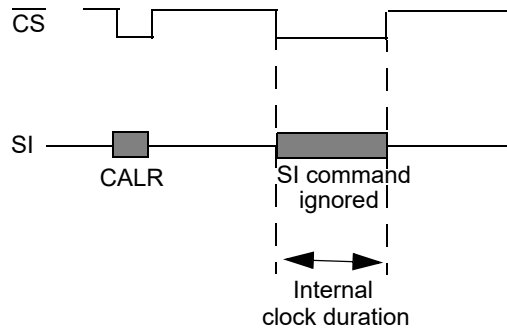 CS
SI
CALR
SI command
ignored
Internal
clock duration